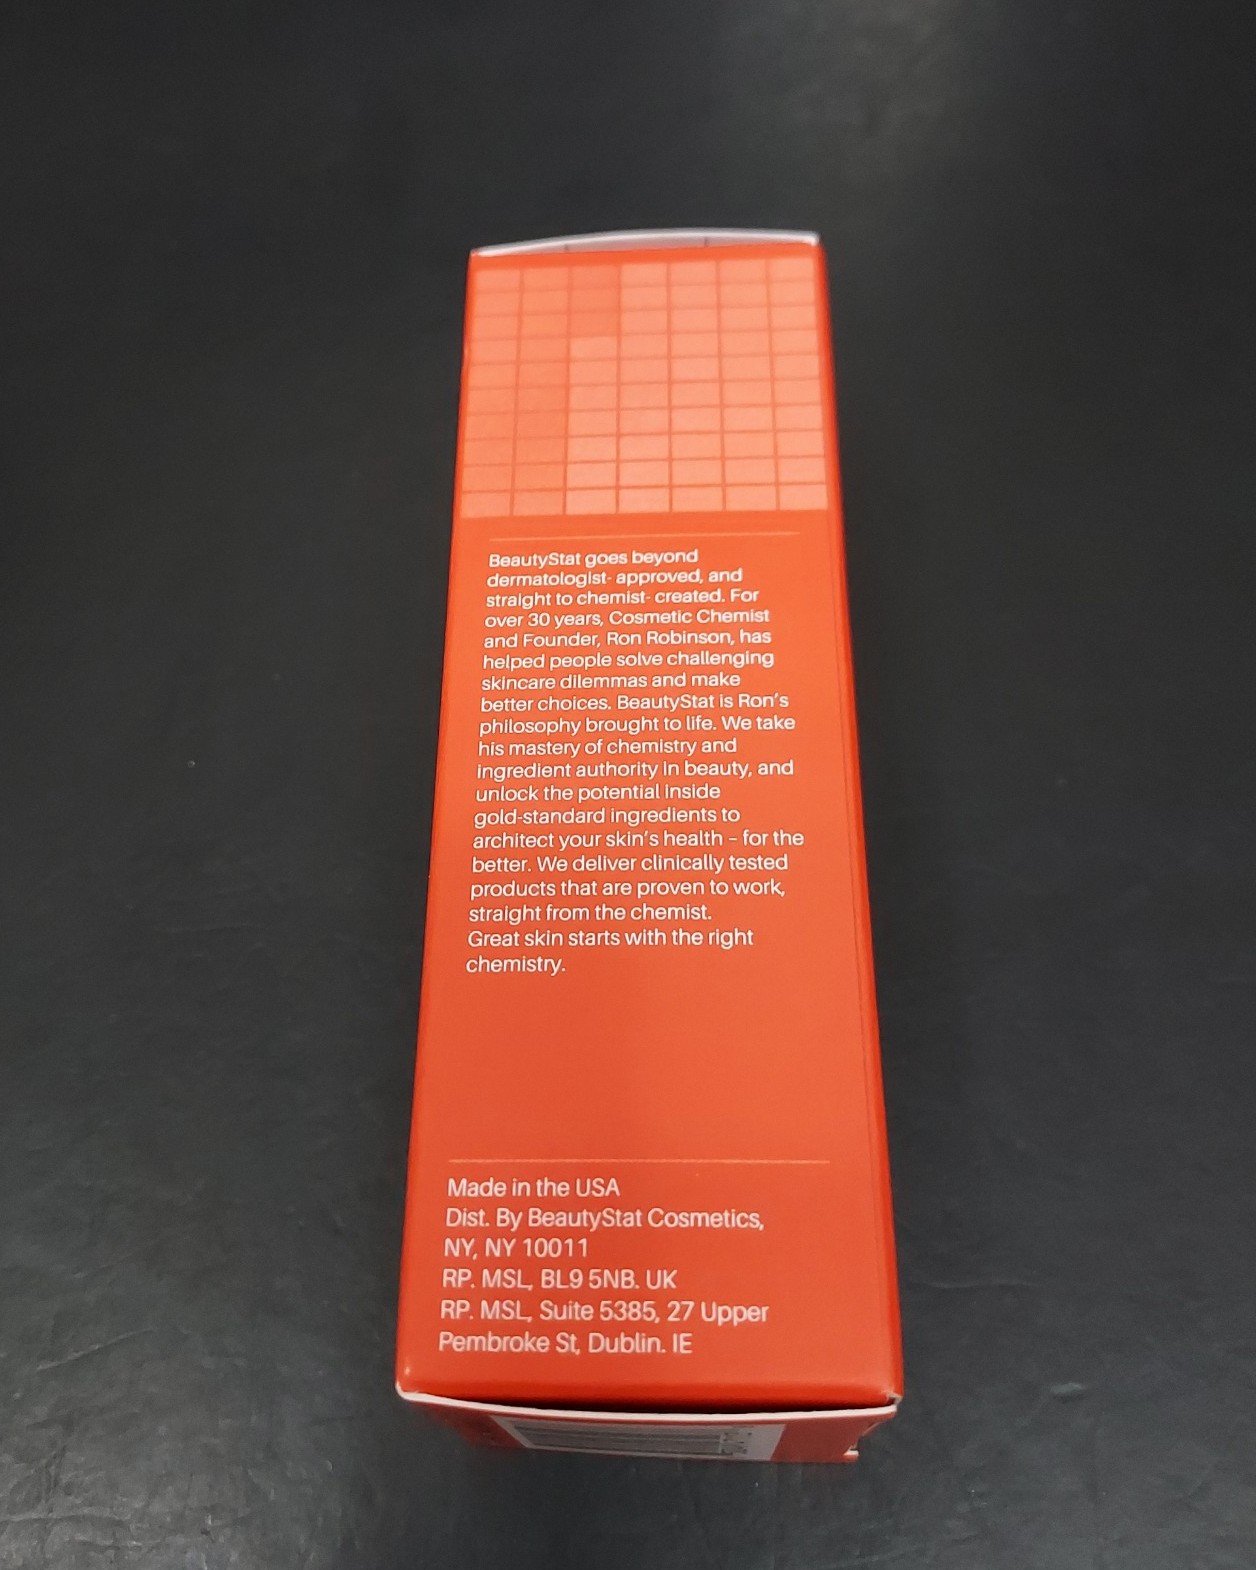 BeautyStat goes beyond
dermatologist- approved, and
straight to chemist- created. For
over 30 years, Cosmetic Chemist
and Founder, Ron Robinson, has
helped people solve challenging
skincare dilemmas and make
better choices. BeautyStat is Ron's
philosophy brought to life. We take
his mastery of chemistry and
ingredient authority in beauty, and
unlock the potential inside
gold-standard ingredients to
architect your skin's health – for the
better. We deliver clinically tested
products that are proven to work,
straight from the chemist.
Great skin starts with the right
chemistry.
Made in the USA
Dist. By BeautyStat Cosmetics,
NY, NY 10011
RP. MSL, BL9 5NB. UK
RP. MSL, Suite 5385, 27 Upper
Pembroke St, Dublin. IE